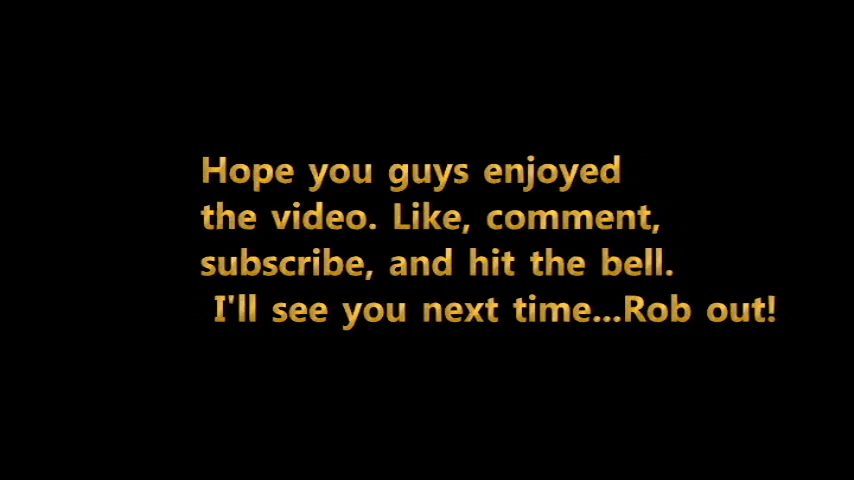 Hope you guys enjoyed
the video. Like, comment,
subscribe, and hit the bell.
I'll see you next time...Rob out!